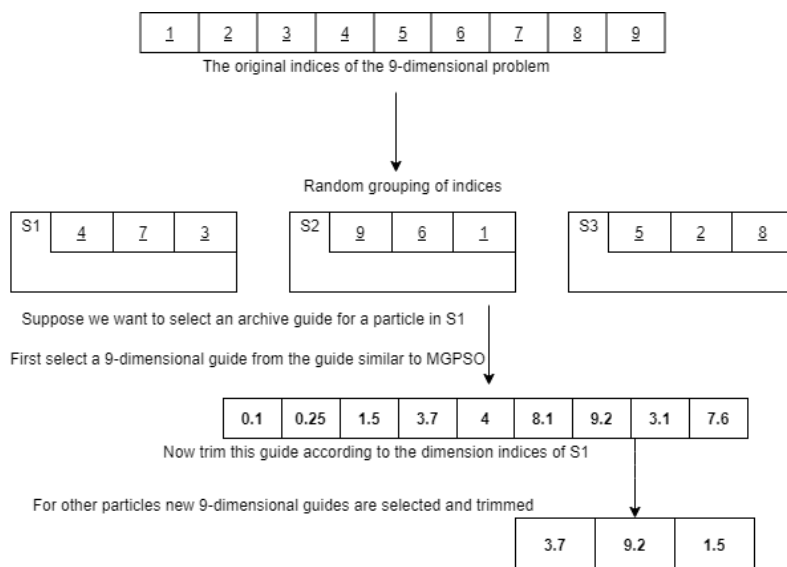 1 2 3 4 5 6 7 8 9
The original indices of the 9-dimensional problem
Random grouping of indices
S1 4 7 3 S2 9 6 1 S3 5 2 8
Suppose we want to select an archive guide for a particle in S1
First select a 9-dimensional guide from the guide similar to MGPSO
0.1 0.25 1.5 3.7 4 8.1 9.2 3.1 7.6
Now trim this guide according to the dimension indices of S1
For other particles new 9-dimensional guides are selected and trimmed
3.7 9.2 1.5